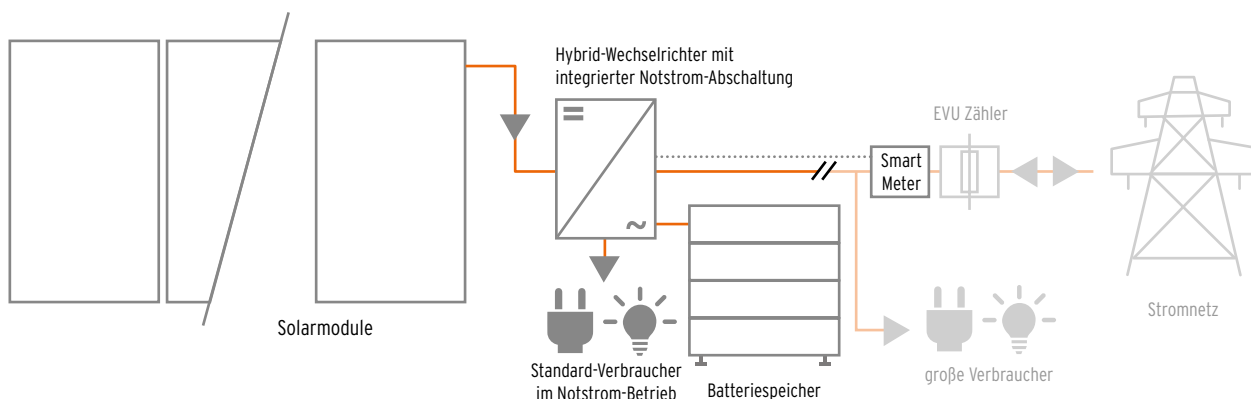 Hybrid-Wechselrichter mit
integrierter Notstrom-Abschaltung
EVU Zähler
Smart
Meter
Solarmodule
Stromnetz
Standard-Verbraucher
im Notstrom-Betrieb
Batteriespeicher
große Verbraucher